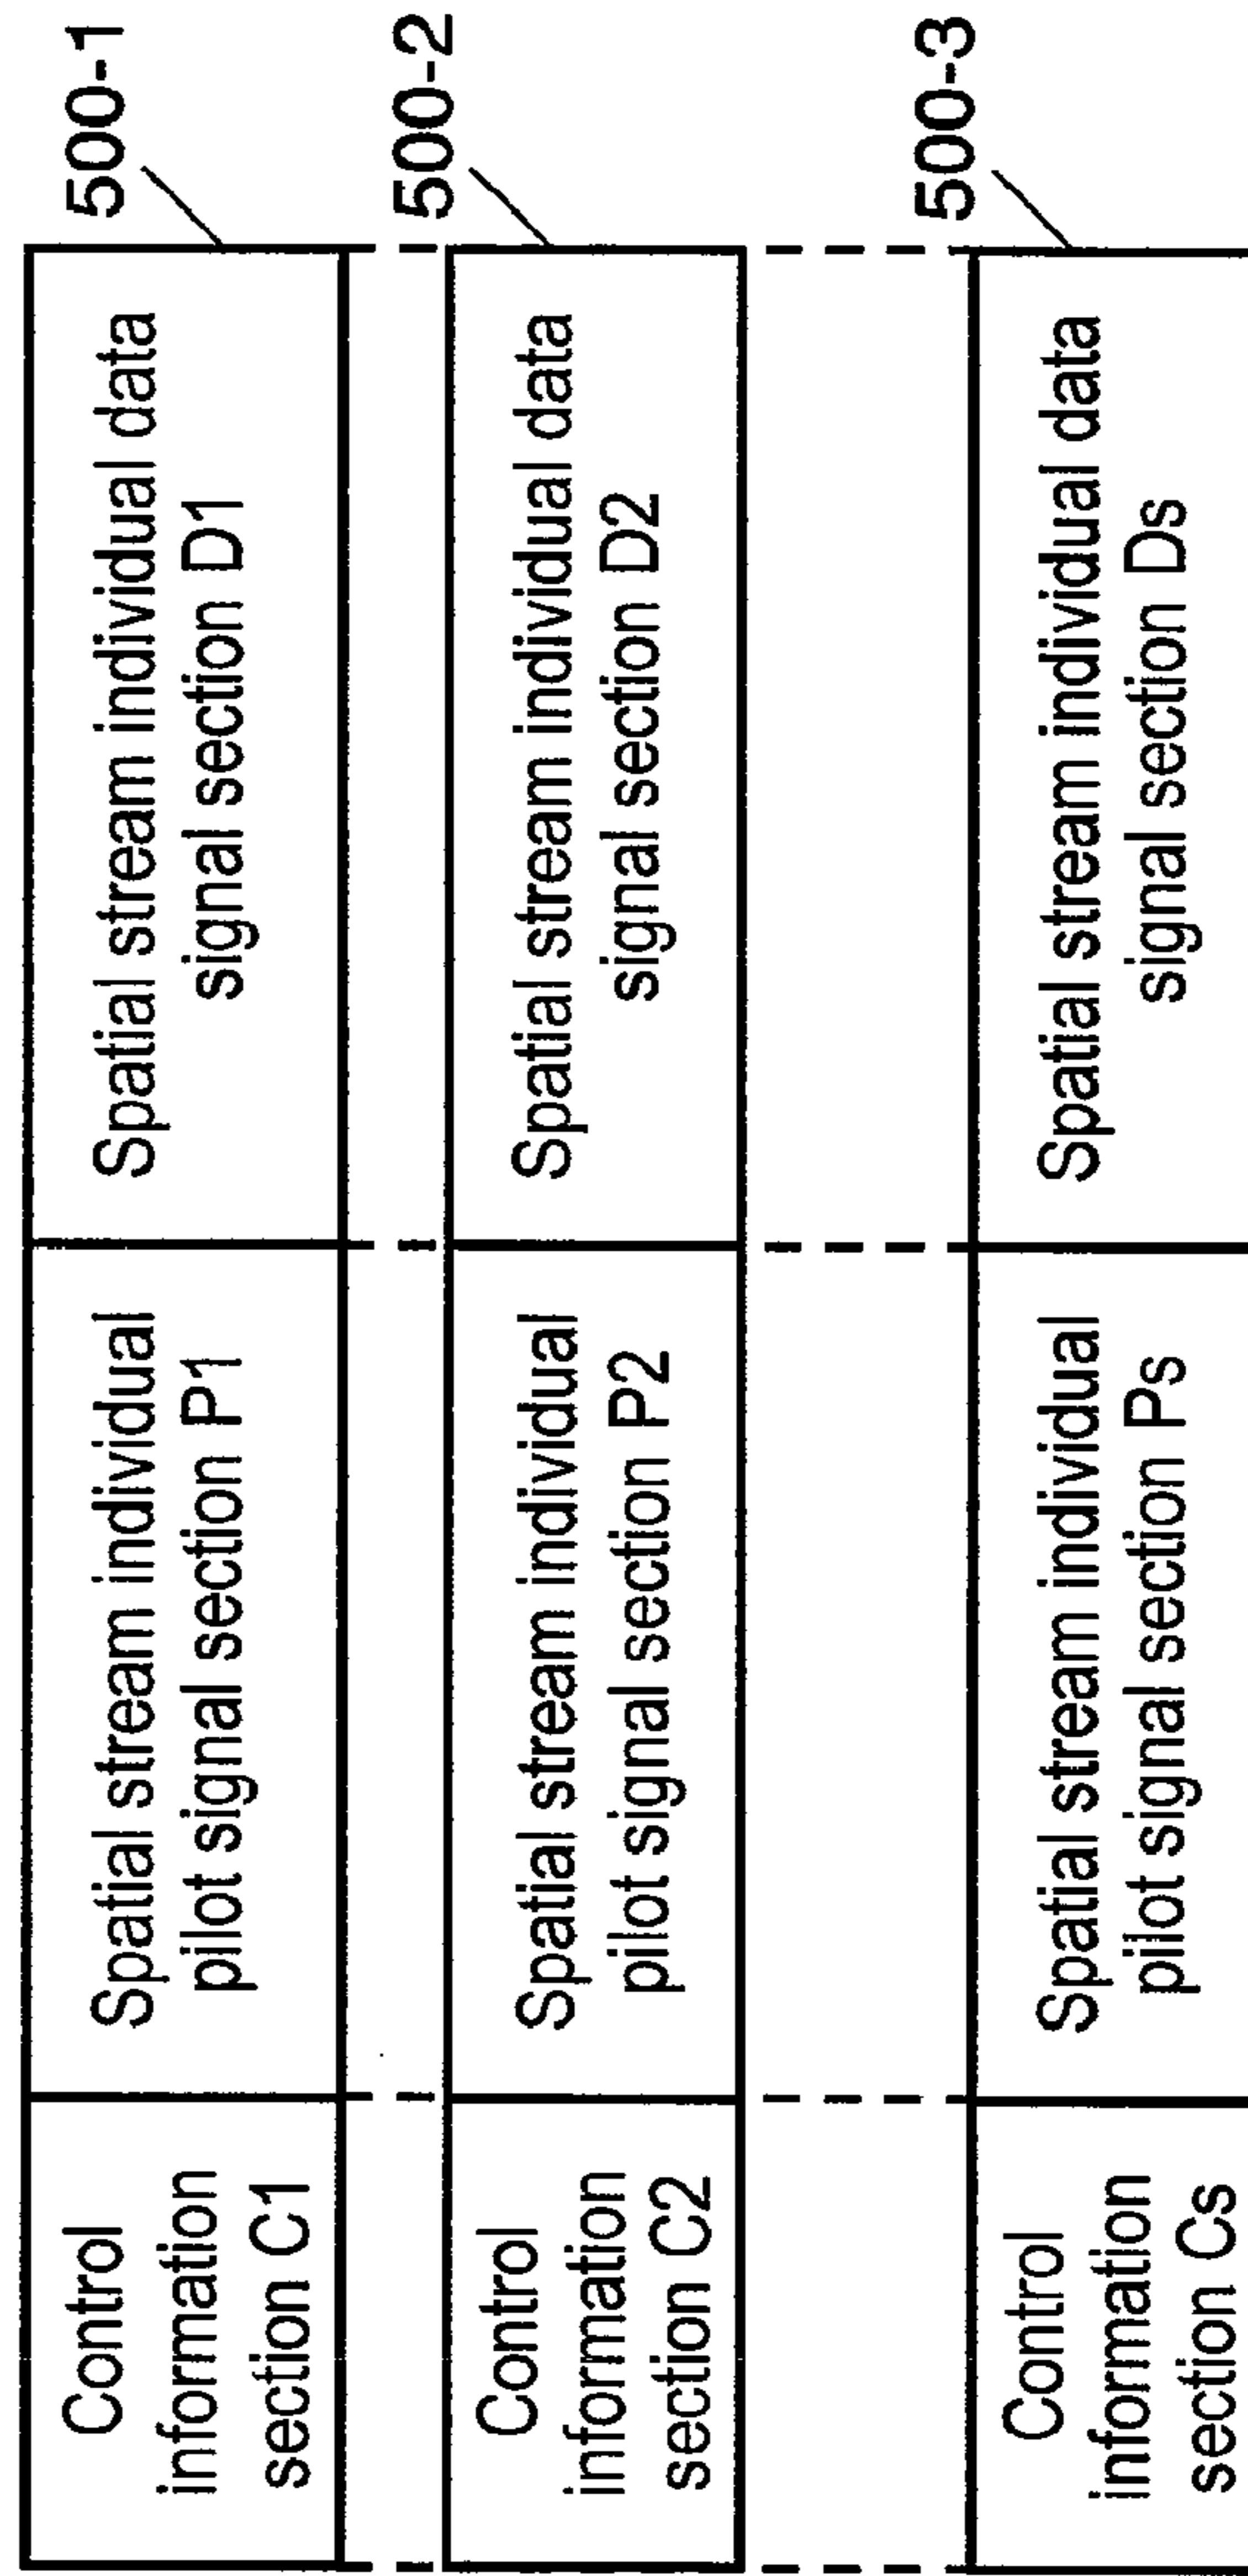 Control
information
section C1
Spatial stream individual
pilot signal section P1
Spatial stream individual data
signal section D1
500-1
Control
information
section C2
Spatial stream individual
pilot signal section P2
Spatial stream individual data
signal section D2
500-2
Control
information
section Cs
Spatial stream individual
pilot signal section Ps
Spatial stream individual data
signal section Ds
500-3